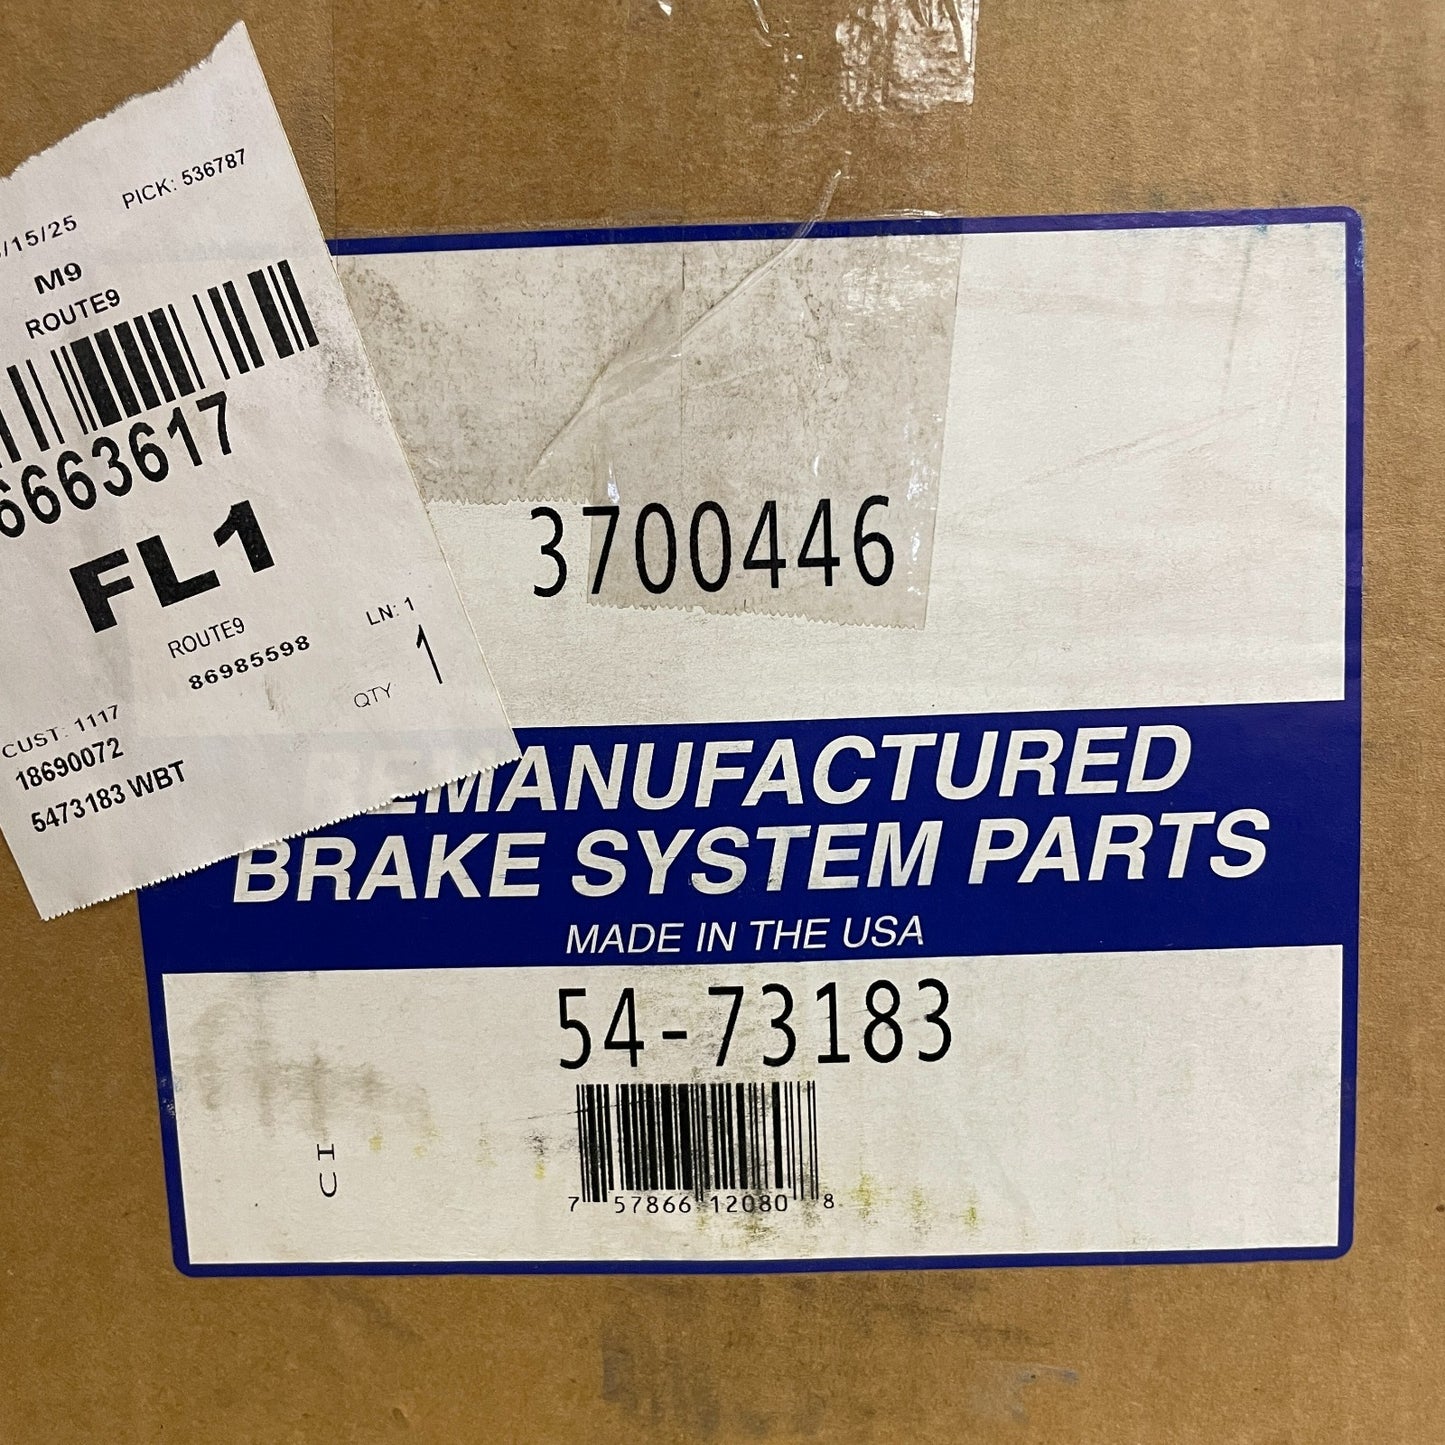 PICK: 536787
/15/25
M9
ROUTE9
6663617
FL1
ROUTE9
LN: 1
86985598
QTY 1
CUST: 1117
18690072
5473183 WBT
3700446
REMANUFACTURED
BRAKE SYSTEM PARTS
MADE IN THE USA
54-73183
7 57866 12080 8
CH